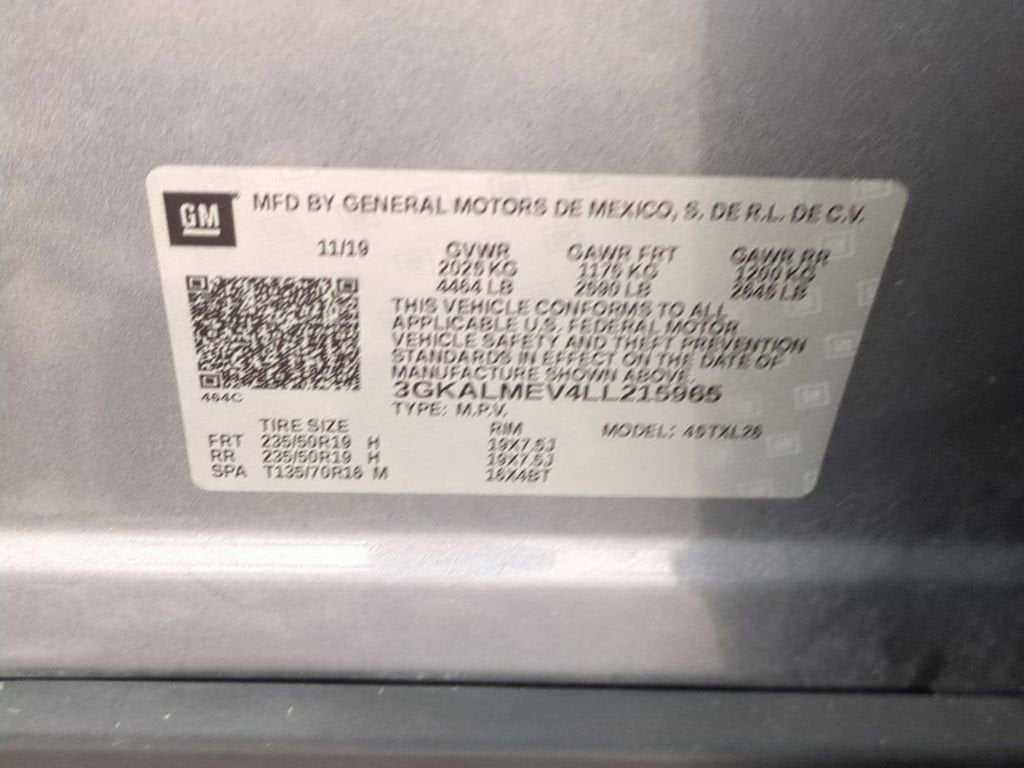 GM MFD BY GENERAL MOTORS DE MEXICO, S. DE R.L. DE C.V.
11/19 GVWR GAWR FRT GAWR RR
2025 KG 1175 KG 1200 KG
4464 LB 2590 LB 2645 LB
THIS VEHICLE CONFORMS TO ALL
APPLICABLE U.S. FEDERAL MOTOR
VEHICLE SAFETY AND THEFT PREVENTION
STANDARDS IN EFFECT ON THE DATE OF
MANUFACTURE SHOWN ABOVE.
3GKALMEV4LL215965
464C
TYPE: M.P.V.
TIRE SIZE RIM MODEL: 4STXL26
FRT 235/50R19 H 19X7.5J
RR 235/50R19 H 19X7.5J
SPA T135/70R16 M 16X4BT